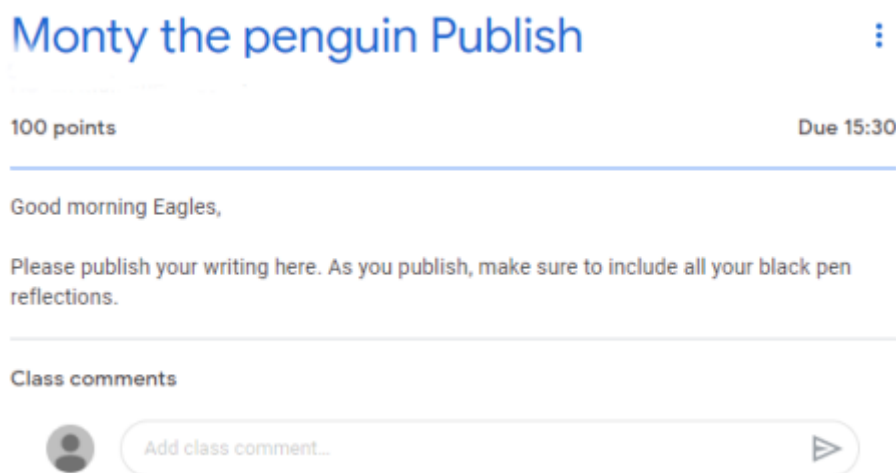 Monty the penguin Publish
100 points
Due 15:30
Good morning Eagles,
Please publish your writing here. As you publish, make sure to include all your black pen
reflections.
Class comments
Add class comment...